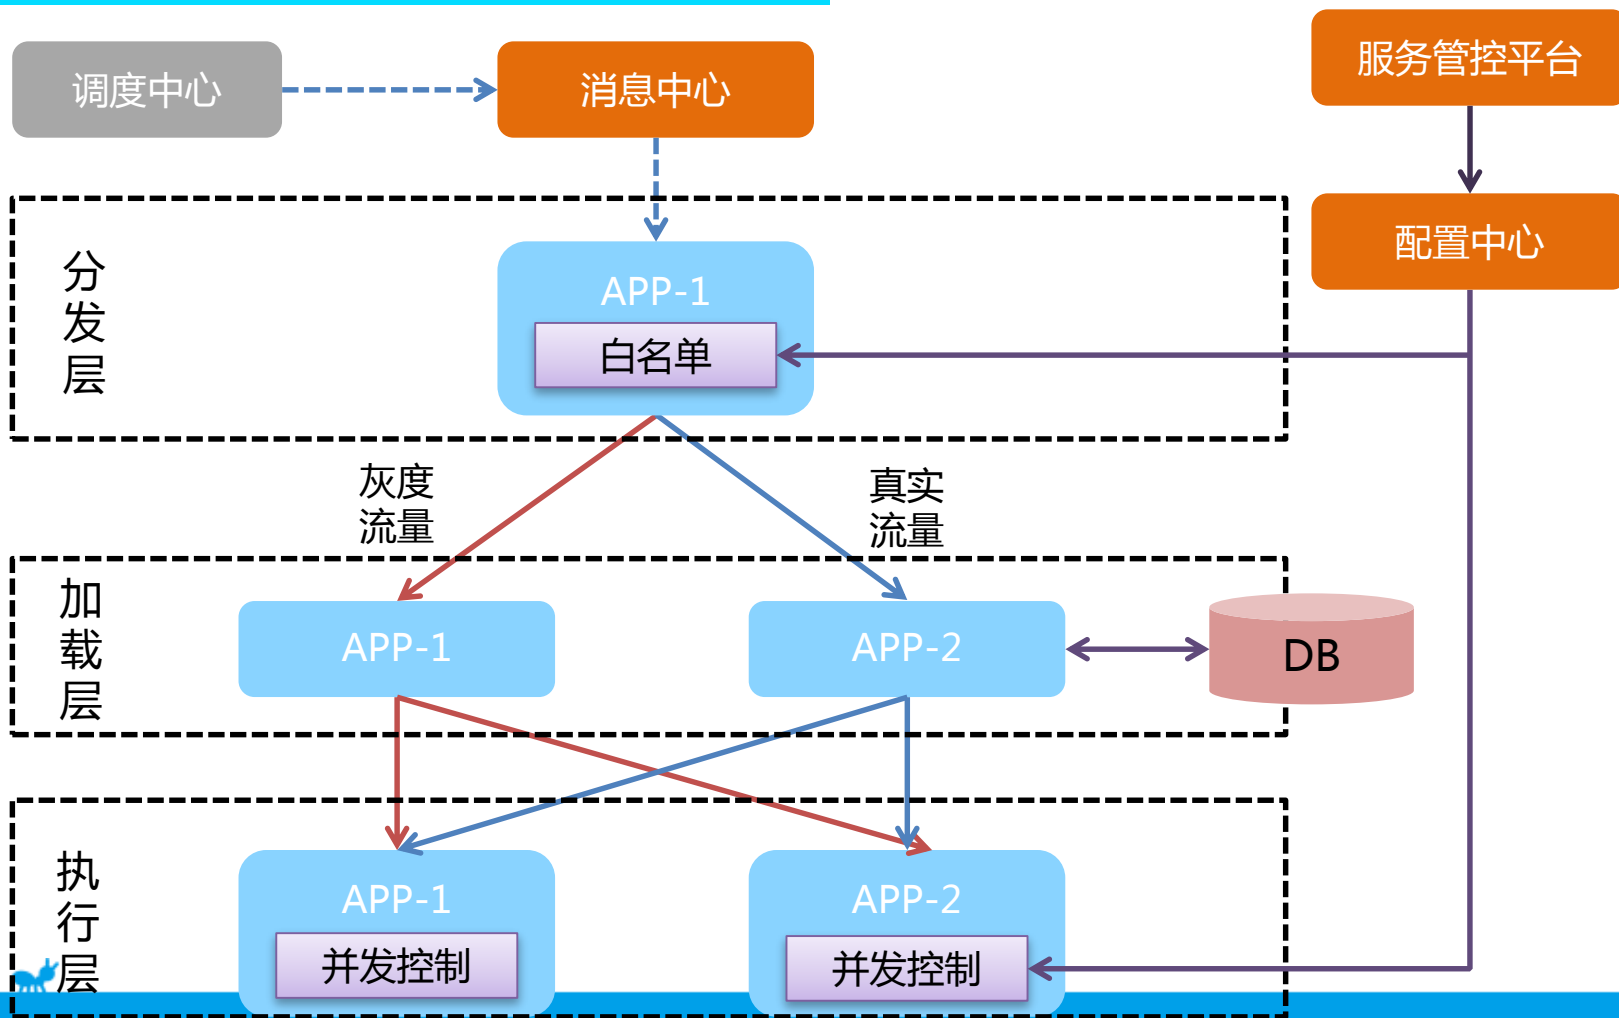 调度中心
消息中心
服务管控平台
配置中心
分
发
层
APP-1
白名单
灰度
流量
真实
流量
加
载
层
APP-1
APP-2
DB
执
行
层
APP-1
并发控制
APP-2
并发控制